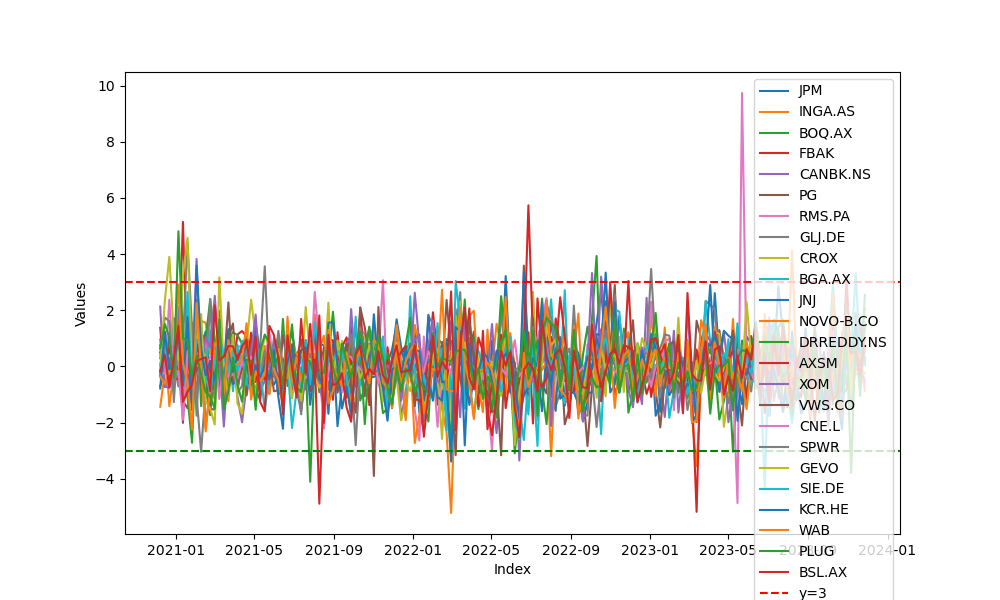 10
8
6
4
2
0
−2
−4
Values
2021-01
2021-05
2021-09
2022-01
2022-05
2022-09
2023-01
2023-05
2023-09
2024-01
Index
JPM
INGA.AS
BOQ.AX
FBAK
CANBK.NS
PG
RMS.PA
GLJ.DE
CROX
BGA.AX
JNJ
NOVO-B.CO
DRREDDY.NS
AXSM
XOM
VWS.CO
CNE.L
SPWR
GEVO
SIE.DE
KCR.HE
WAB
PLUG
BSL.AX
y=3